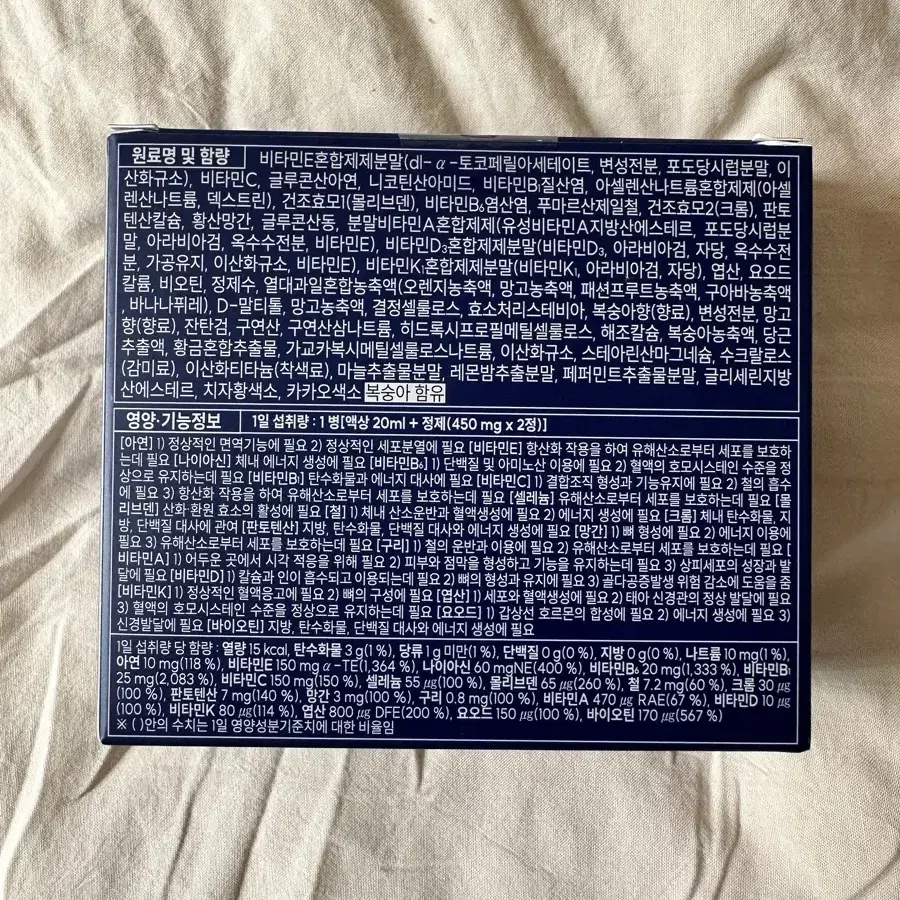 원료명 및 함량 비타민E혼합제제분말(dl-α-토코페릴아세테이트, 변성전분, 포도당시럽분말, 이
산화규소), 비타민C, 글루콘산아연, 니코틴산아미드, 비타민B₁질산염, 아셀렌산나트륨혼합제제(아셀
렌산나트륨, 덱스트린), 건조효모1(몰리브덴), 비타민B₆염산염, 푸마르산제일철, 건조효모2(크롬), 판토
텐산칼슘, 황산망간, 글루콘산동, 분말비타민A혼합제제(유성비타민A지방산에스테르, 포도당시럽분
말, 아라비아검, 옥수수전분, 비타민E), 비타민D₃혼합제제분말(비타민D₃, 아라비아검, 자당, 옥수수전
분, 가공유지, 이산화규소, 비타민E), 비타민K₁혼합제제분말(비타민K₁, 아라비아검, 자당), 엽산, 요오드
칼륨, 비오틴, 정제수, 열대과일혼합농축액(오렌지농축액, 망고농축액, 패션프루트농축액, 구아바농축액
, 바나나퓌레), D-말티톨, 망고농축액, 결정셀룰로스, 효소처리스테비아, 복숭아향(향료), 변성전분, 망고
향(향료), 잔탄검, 구연산, 구연산삼나트륨, 히드록시프로필메틸셀룰로스, 해조칼슘, 복숭아농축액, 당근
추출액, 황금혼합추출물, 가교카복시메틸셀룰로스나트륨, 이산화규소, 스테아린산마그네슘, 수크랄로스
(감미료), 이산화티타늄(착색료), 마늘추출물분말, 레몬밤추출분말, 페퍼민트추출물분말, 글리세린지방
산에스테르, 치자황색소, 카카오색소 복숭아 함유
영양·기능정보 1일 섭취량 : 1병[액상 20ml + 정제(450 mg x 2정)]
[아연] 1) 정상적인 면역기능에 필요 2) 정상적인 세포분열에 필요 [비타민E] 항산화 작용을 하여 유해산소로부터 세포를 보호하
는데 필요 [나이아신] 체내 에너지 생성에 필요 [비타민B₆] 1) 단백질 및 아미노산 이용에 필요 2) 혈액의 호모시스테인 수준을 정
상으로 유지하는데 필요 [비타민B₁] 탄수화물과 에너지 대사에 필요 [비타민C] 1) 결합조직 형성과 기능유지에 필요 2) 철의 흡수
에 필요 3) 항산화 작용을 하여 유해산소로부터 세포를 보호하는데 필요 [셀레늄] 유해산소로부터 세포를 보호하는데 필요 [몰
리브덴] 산화·환원 효소의 활성에 필요 [철] 1) 체내 산소운반과 혈액생성에 필요 2) 에너지 생성에 필요 [크롬] 체내 탄수화물, 지
방, 단백질 대사에 관여 [판토텐산] 지방, 탄수화물, 단백질 대사와 에너지 생성에 필요 [망간] 1) 뼈 형성에 필요 2) 에너지 이용에
필요 3) 유해산소로부터 세포를 보호하는데 필요 [구리] 1) 철의 운반과 이용에 필요 2) 유해산소로부터 세포를 보호하는데 필요 [
비타민A] 1) 어두운 곳에서 시각 적응을 위해 필요 2) 피부와 점막을 형성하고 기능을 유지하는데 필요 3) 상피세포의 성장과 발
달에 필요 [비타민D] 1) 칼슘과 인이 흡수되고 이용되는데 필요 2) 뼈의 형성과 유지에 필요 3) 골다공증발생 위험 감소에 도움을 줌
[비타민K] 1) 정상적인 혈액응고에 필요 2) 뼈의 구성에 필요 [엽산] 1) 세포와 혈액생성에 필요 2) 태아 신경관의 정상 발달에 필요
3) 혈액의 호모시스테인 수준을 정상으로 유지하는데 필요 [요오드] 1) 갑상선 호르몬의 합성에 필요 2) 에너지 생성에 필요 3)
신경발달에 필요 [바이오틴] 지방, 탄수화물, 단백질 대사와 에너지 생성에 필요
1일 섭취량 당 함량 : 열량 15 kcal, 탄수화물 3 g(1 %), 당류 1 g 미만(1 %), 단백질 0 g(0 %), 지방 0 g(0 %), 나트륨 10 mg(1 %),
아연 10 mg(118 %), 비타민E 150 mg α-TE(1,364 %), 나이아신 60 mgNE(400 %), 비타민B₆ 20 mg(1,333 %), 비타민B₁
25 mg(2,083 %), 비타민C 150 mg(150 %), 셀레늄 55 ㎍(100 %), 몰리브덴 65 ㎍(260 %), 철 7.2 mg(60 %), 크롬 30 ㎍
(100 %), 판토텐산 7 mg(140 %), 망간 3 mg(100 %), 구리 0.8 mg(100 %), 비타민A 470 ㎍ RAE(67 %), 비타민D 10 ㎍
(100 %), 비타민K 80 ㎍(114 %), 엽산 800 ㎍ DFE(200 %), 요오드 150 ㎍(100 %), 바이오틴 170 ㎍(567 %)
※ ( )안의 수치는 1일 영양성분기준치에 대한 비율임